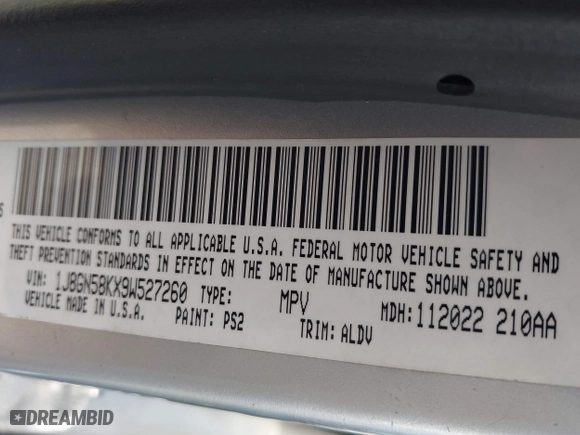 THIS VEHICLE CONFORMS TO ALL APPLICABLE U.S.A. FEDERAL MOTOR VEHICLE SAFETY AND
THEFT PREVENTION STANDARDS IN EFFECT ON THE DATE OF MANUFACTURE SHOWN ABOVE.
VIN: 1J8GN58KX9W527260 TYPE: MPV MDH:112022 210AA
VEHICLE MADE IN U.S.A. PAINT: PS2 TRIM: ALDV
DREAMBID